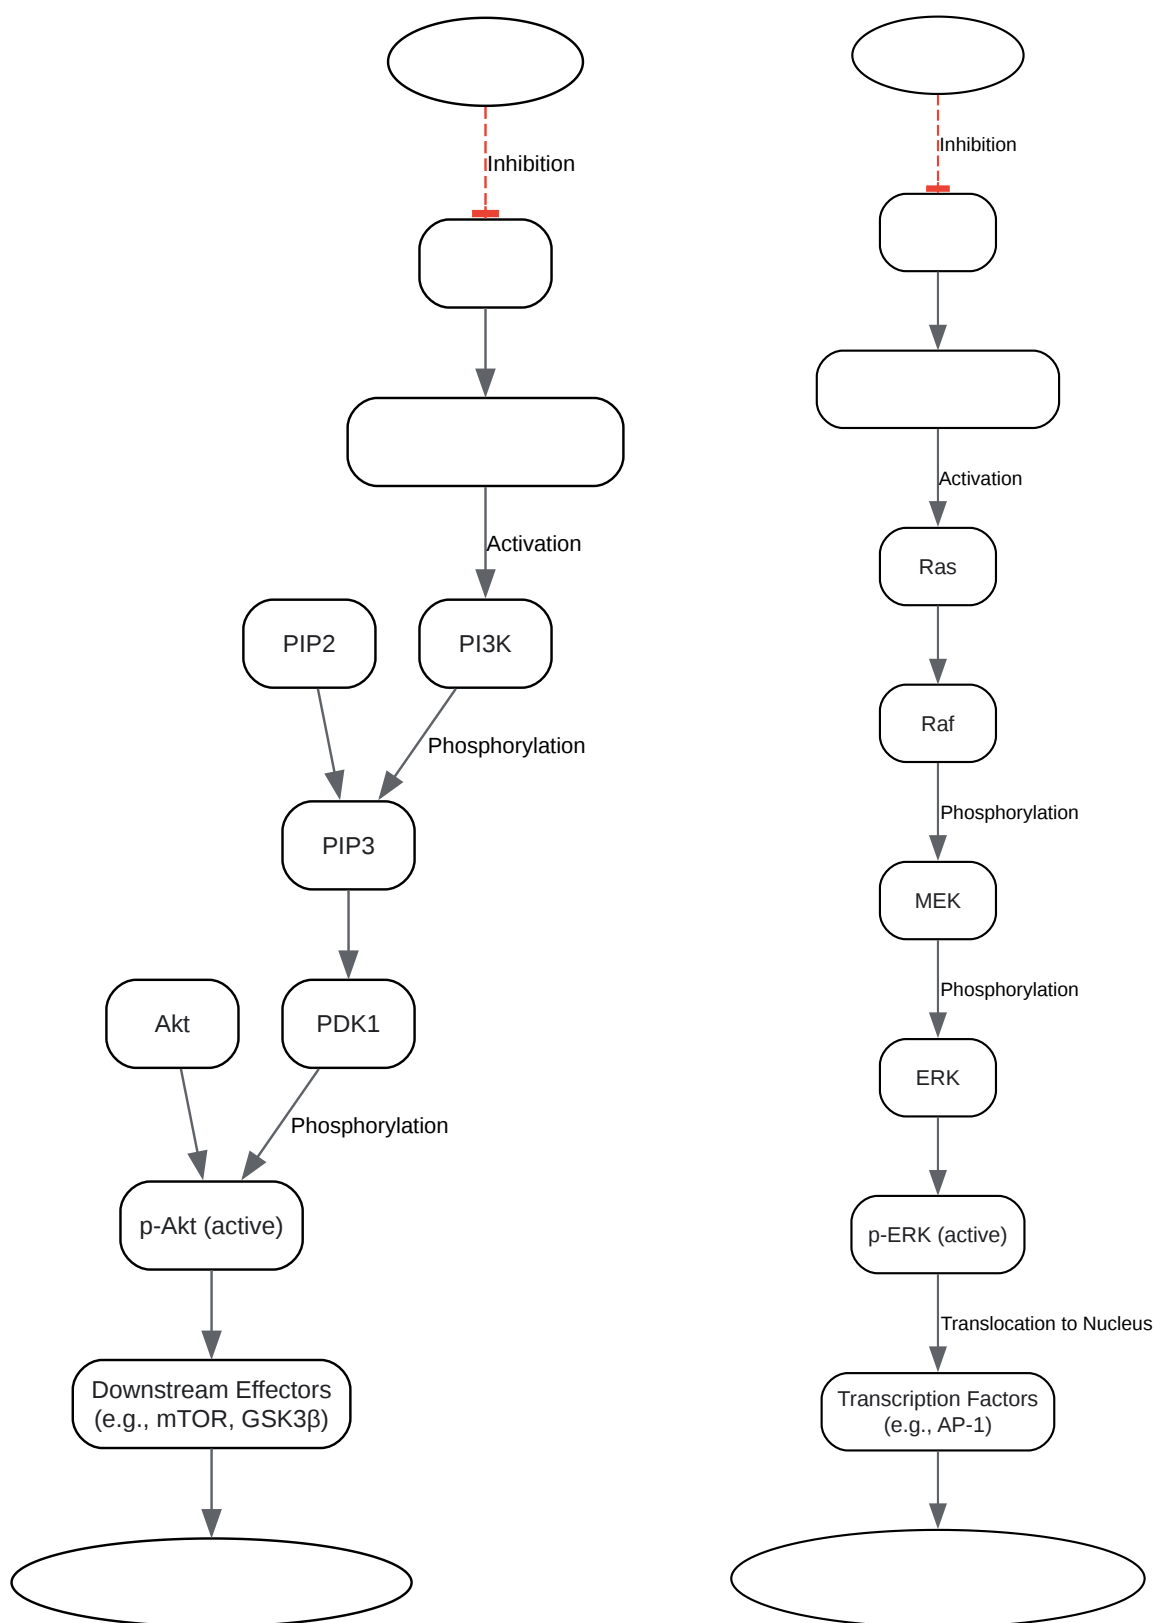 Inhibition
Activation
PIP2
PI3K
Phosphorylation
PIP3
Akt
PDK1
Phosphorylation
p-Akt (active)
Downstream Effectors
(e.g., mTOR, GSK3β)
Inhibition
Activation
Ras
Raf
Phosphorylation
MEK
Phosphorylation
ERK
p-ERK (active)
Translocation to Nucleus
Transcription Factors
(e.g., AP-1)